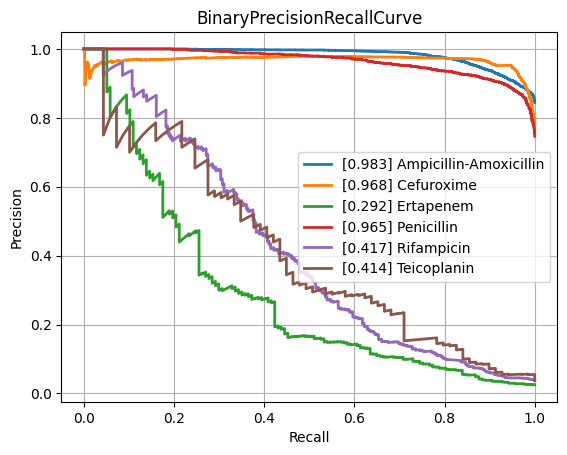 BinaryPrecisionRecallCurve
Precision
1.0
0.8
0.6
0.4
0.2
0.0
[0.983] Ampicillin-Amoxicillin
[0.968] Cefuroxime
[0.292] Ertapenem
[0.965] Penicillin
[0.417] Rifampicin
[0.414] Teicoplanin
0.0 0.2 0.4 0.6 0.8 1.0
Recall